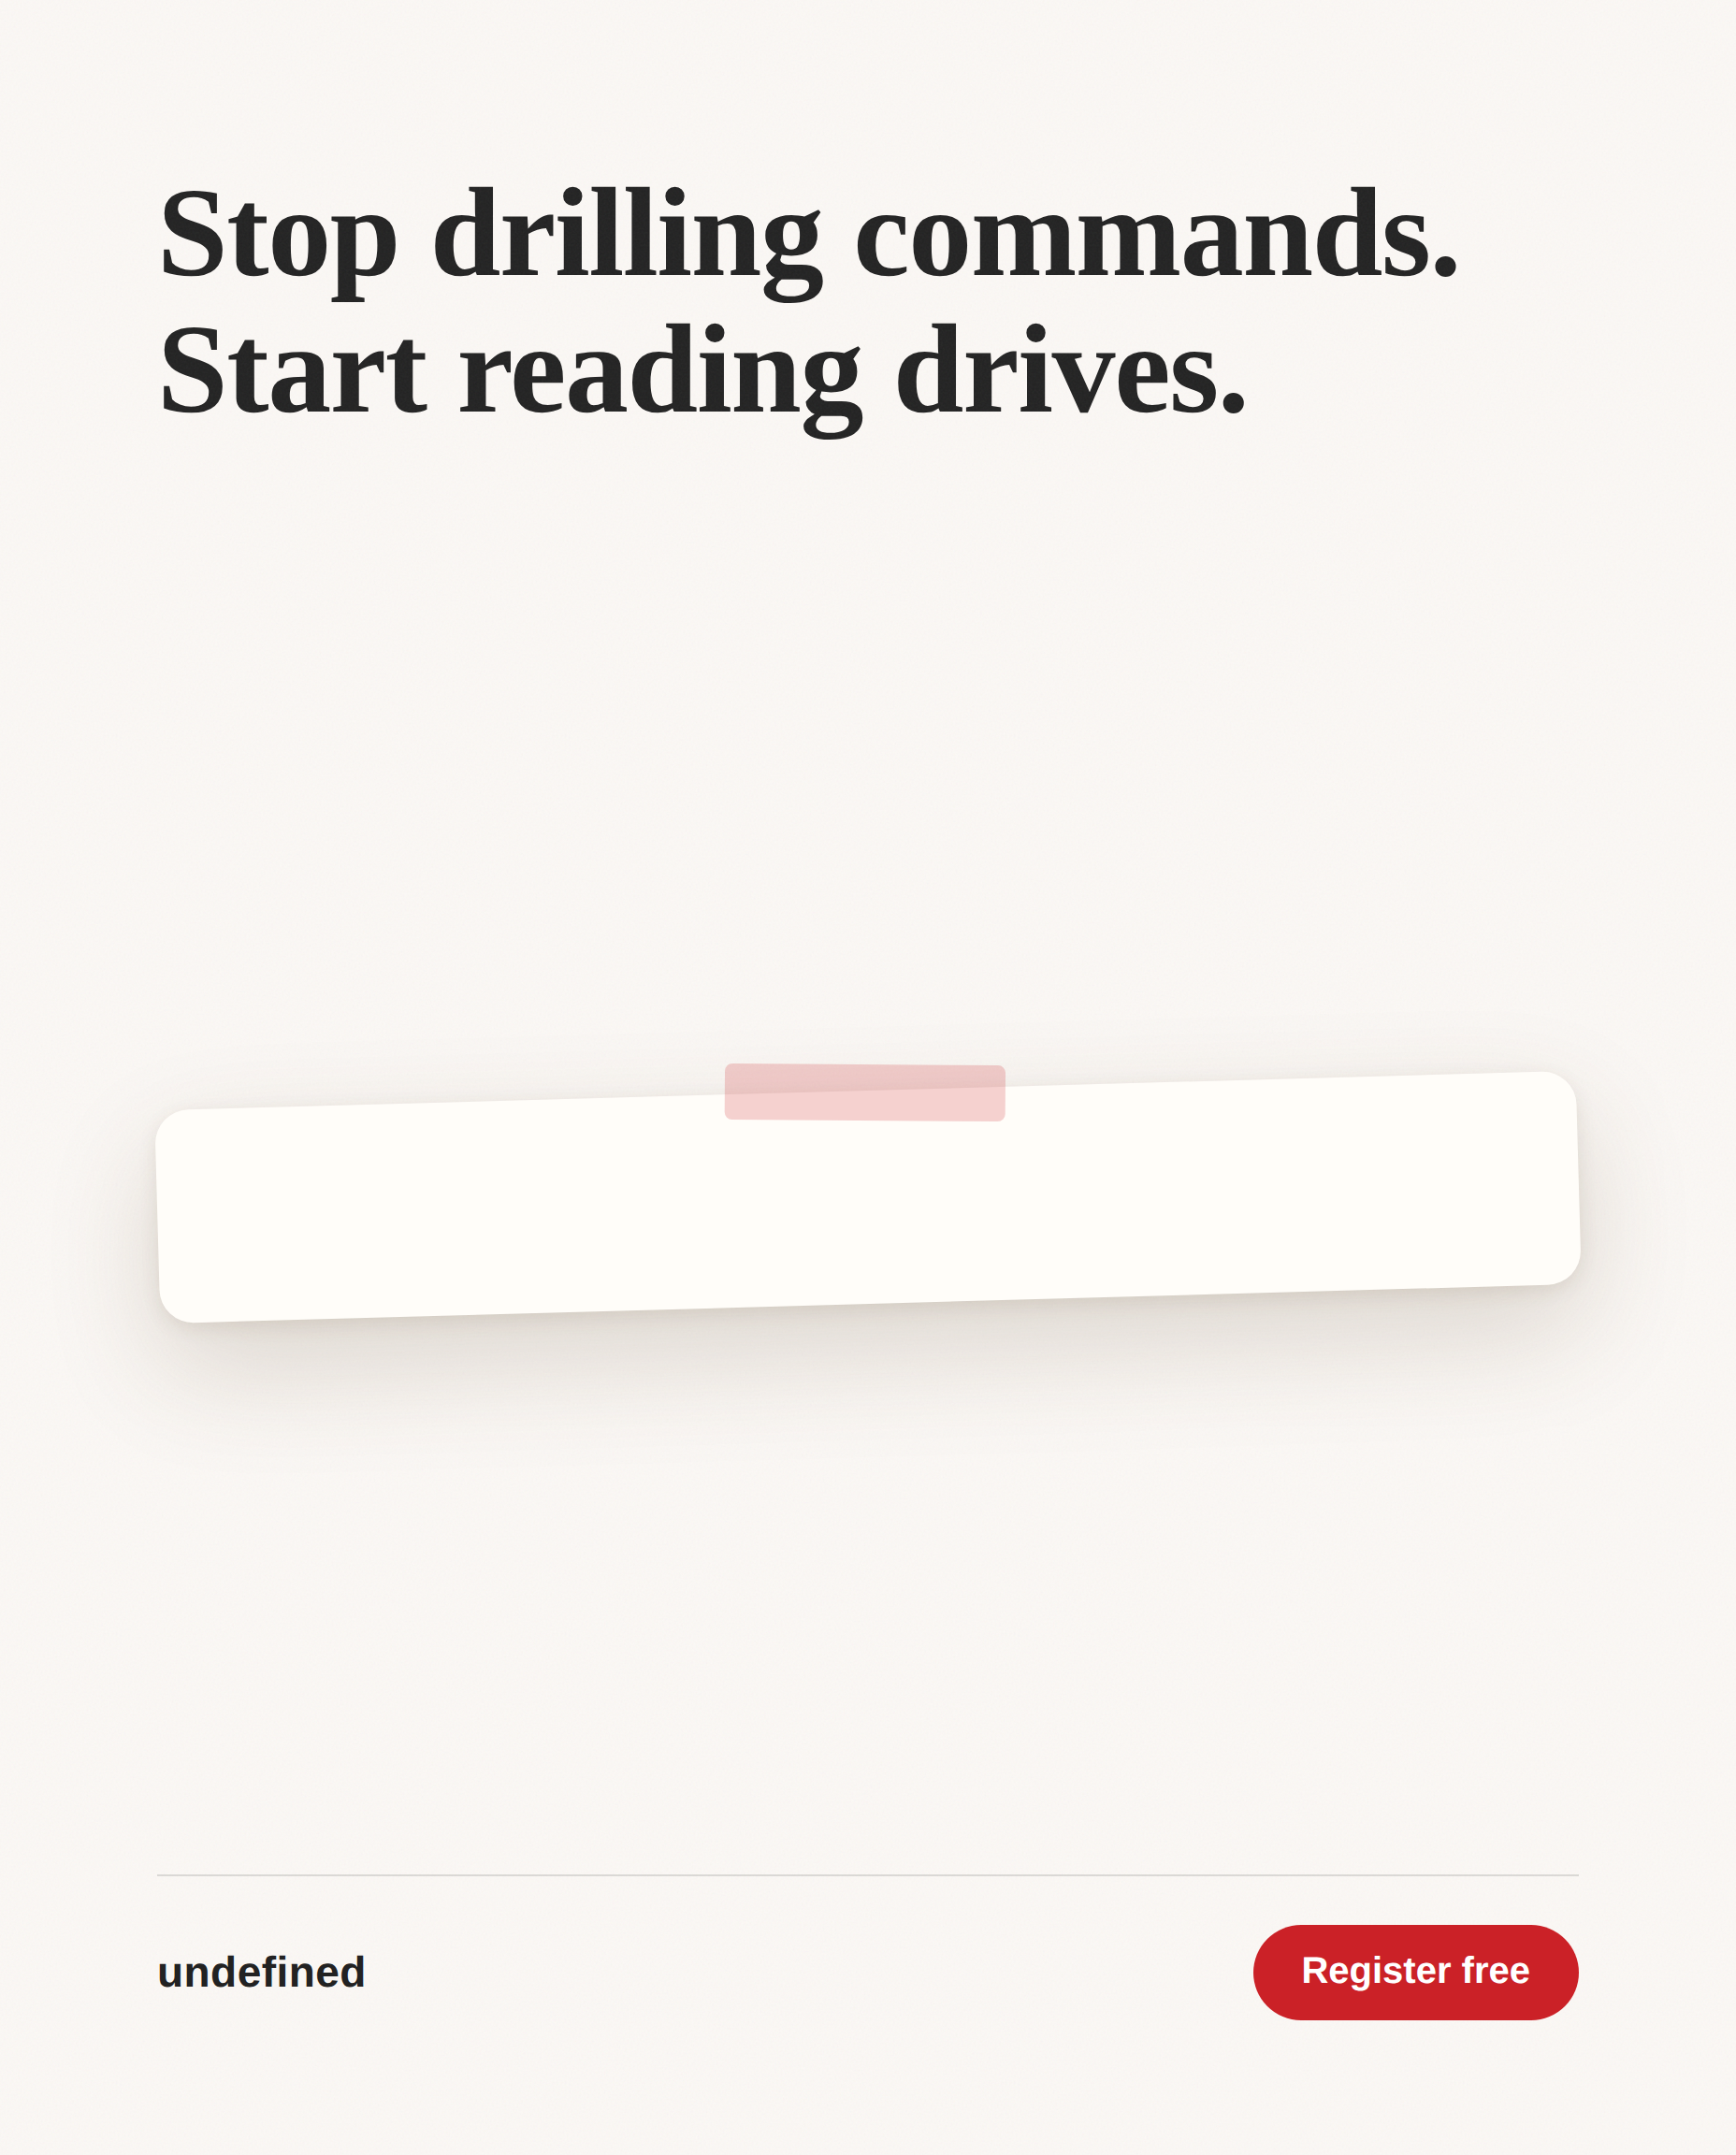 Stop drilling commands.
Start reading drives.
undefined
Register free